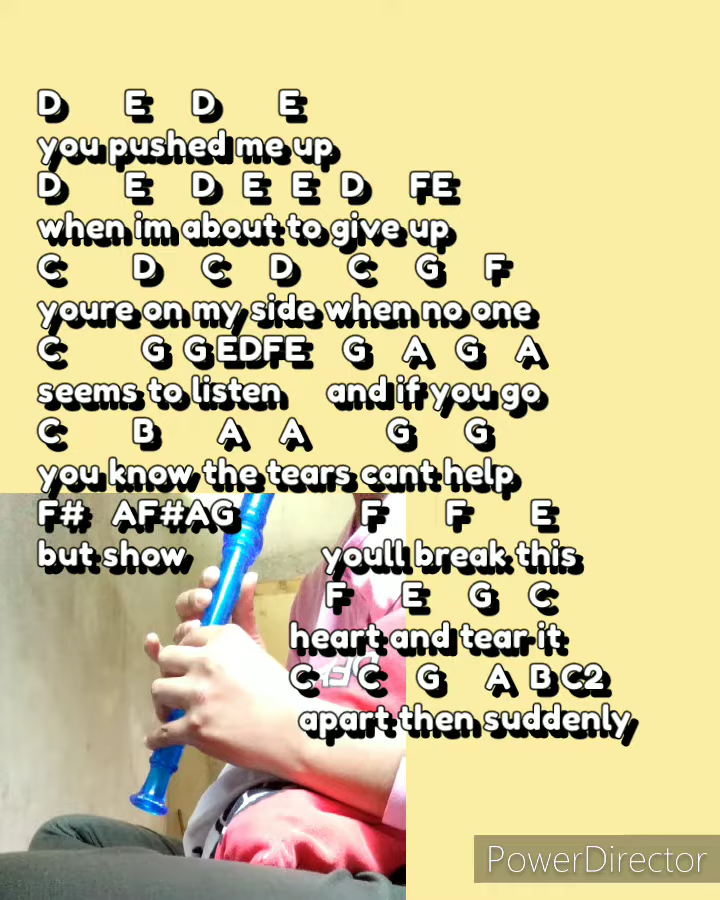 D E D E
you pushed me up
D E D E E D FE
when im about to give up
C D C D C G F
youre on my side when no one
C G G EDFE G A G A
seems to listen and if you go
C B A A G G
you know the tears cant help
F# AF#AG F F E
but show youll break this
F E G C
heart and tear it
C C G A B C2
apart then suddenly
PowerDirector